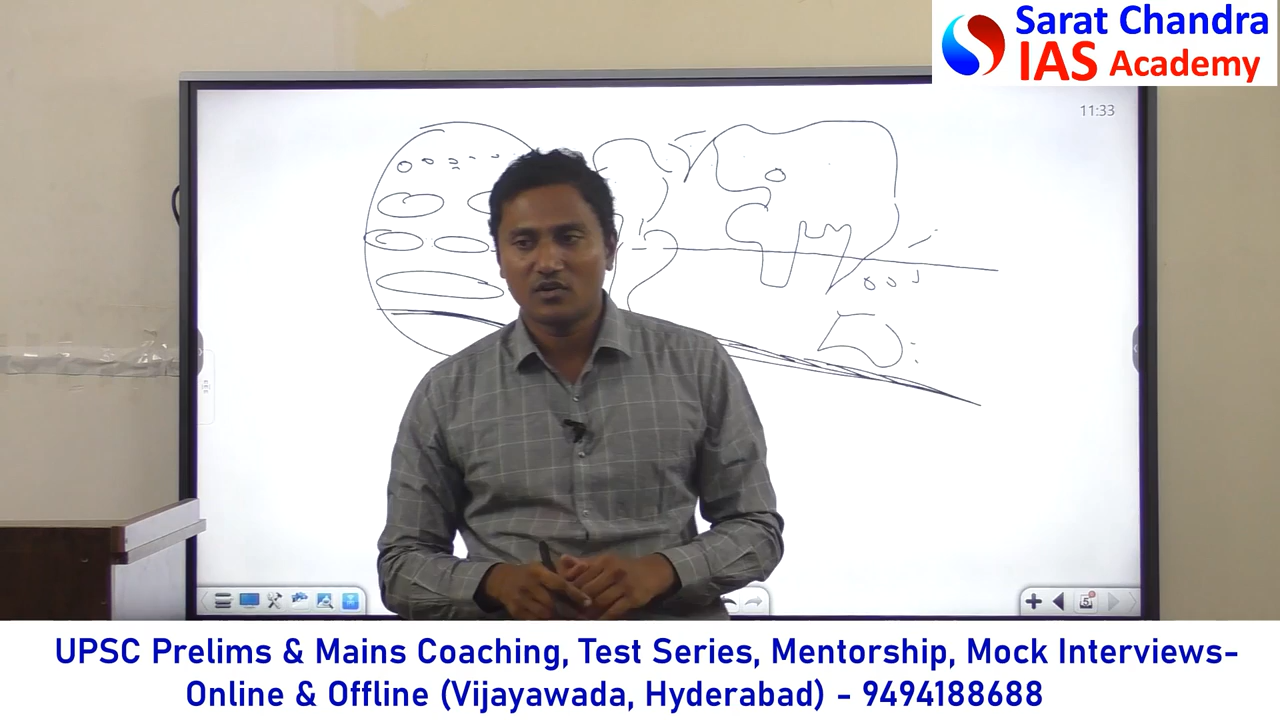 Sarat Chandra
IAS Academy
11:33
5
UPSC Prelims & Mains Coaching, Test Series, Mentorship, Mock Interviews-
Online & Offline (Vijayawada, Hyderabad) - 9494188688